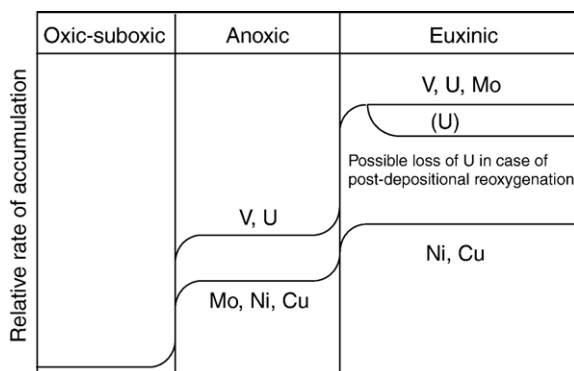 Oxic-suboxic
Anoxic
Euxinic
Relative rate of accumulation
V, U, Mo
(U)
Possible loss of U in case of
post-depositional reoxygenation
V, U
Ni, Cu
Mo, Ni, Cu